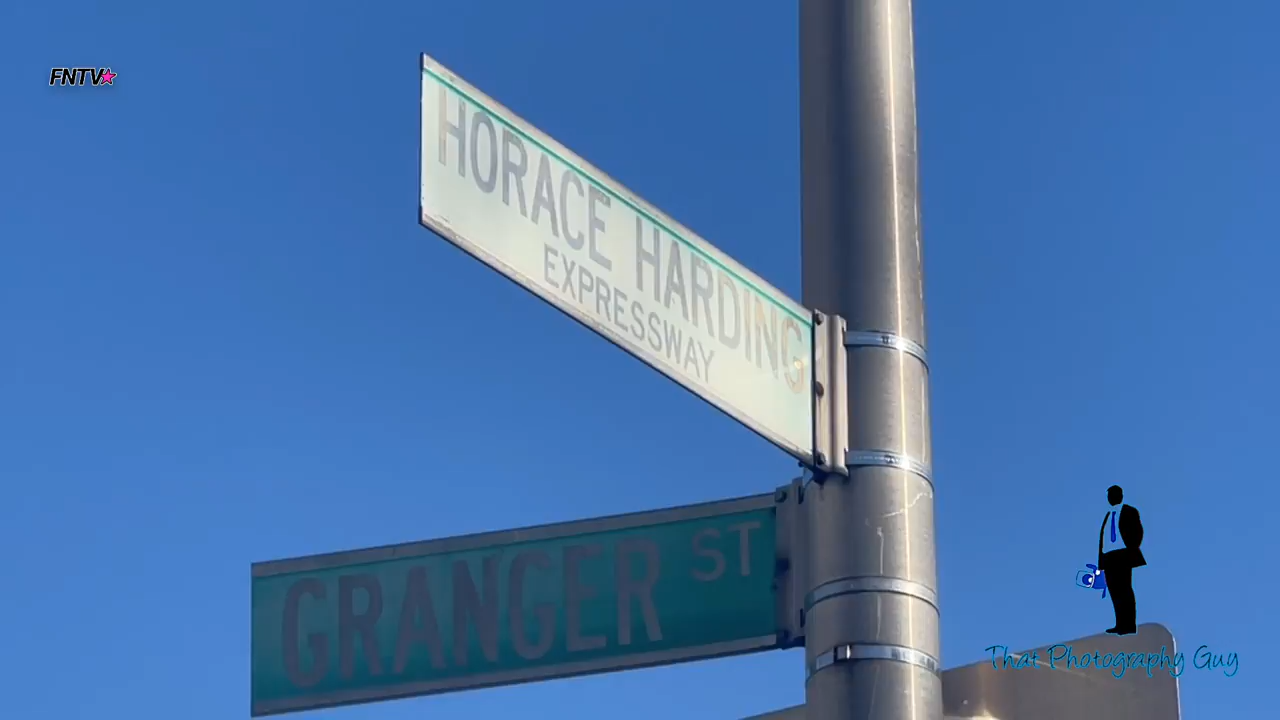 FNTV
HORACE HARDING
EXPRESSWAY
GRANGER ST
That Photography Guy